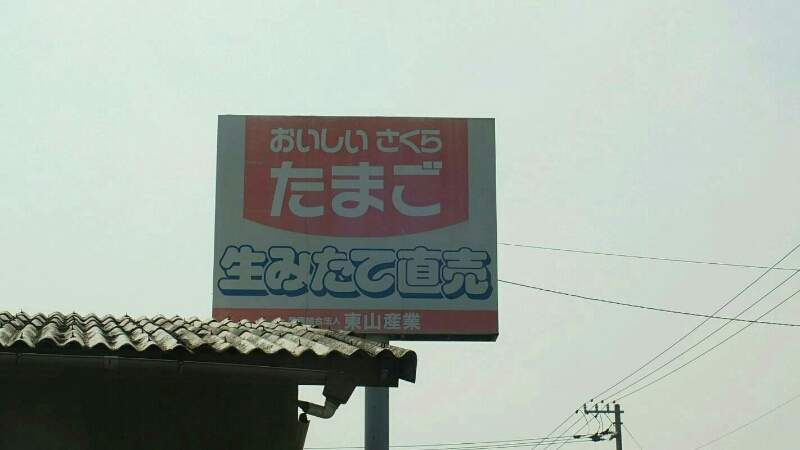 おいしいさくら
たまご
生みたて直売
東山産業